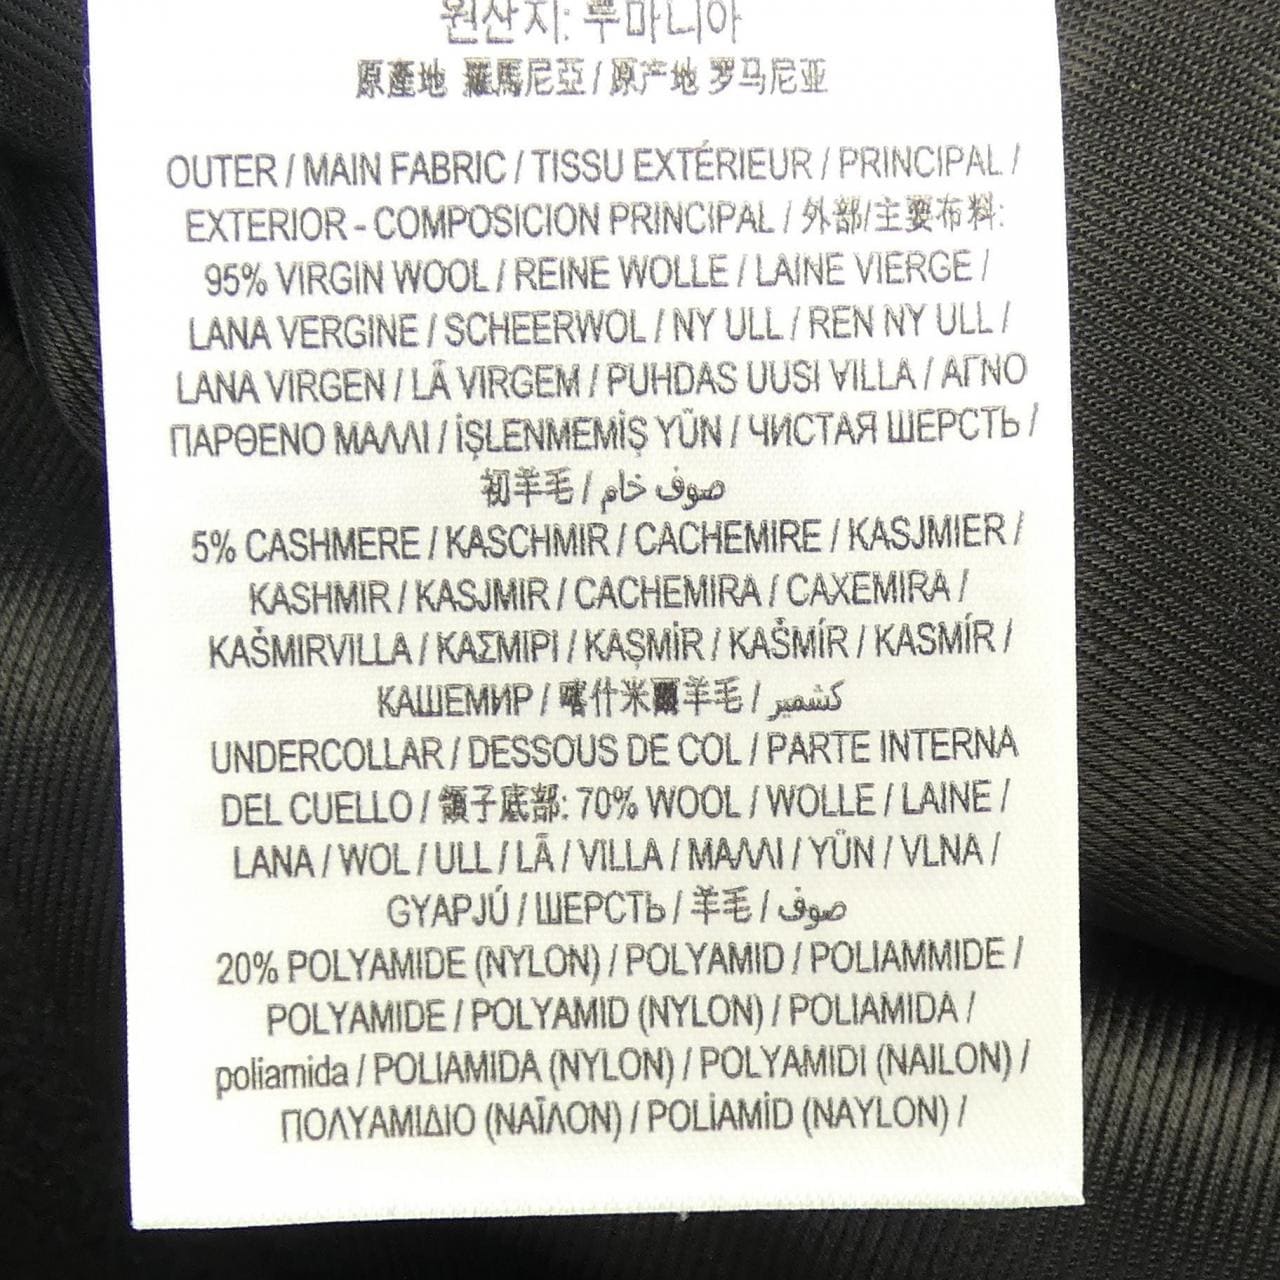 원산지: 루마니아
原產地 羅馬尼亞 / 原产地 罗马尼亚
OUTER / MAIN FABRIC / TISSU EXTÉRIEUR / PRINCIPAL /
EXTERIOR - COMPOSICION PRINCIPAL / 外部/主要布料:
95% VIRGIN WOOL / REINE WOLLE / LAINE VIERGE /
LANA VERGINE / SCHEERWOL / NY ULL / REN NY ULL /
LANA VIRGEN / LÃ VIRGEM / PUHDAS UUSI VILLA / ΑΓΝΟ
ΠΑΡΘΕΝΟ ΜΑΛΛΙ / İŞLENMEMİŞ YÜN / ЧИСТАЯ ШЕРСТЬ /
初羊毛 / صوف خام
5% CASHMERE / KASCHMIR / CACHEMIRE / KASJMIER /
KASHMIR / KASJMIR / CACHEMIRA / CAXEMIRA /
KAŠMIRVILLA / ΚΑΣΜΙΡΙ / KAŞMİR / KAŠMÍR / KASMÍR /
КАШЕМИР / 喀什米爾羊毛 / كشمير
UNDERCOLLAR / DESSOUS DE COL / PARTE INTERNA
DEL CUELLO / 領子底部: 70% WOOL / WOLLE / LAINE /
LANA / WOL / ULL / LÃ / VILLA / ΜΑΛΛΙ / YÜN / VLNA /
GYAPJÚ / ШЕРСТЬ / 羊毛 / صوف
20% POLYAMIDE (NYLON) / POLYAMID / POLIAMMIDE /
POLYAMIDE / POLYAMID (NYLON) / POLIAMIDA /
poliamida / POLIAMIDA (NYLON) / POLYAMIDI (NAILON) /
ΠΟΛΥΑΜΙΔΙΟ (ΝΑΪΛΟΝ) / POLİAMİD (NAYLON) /